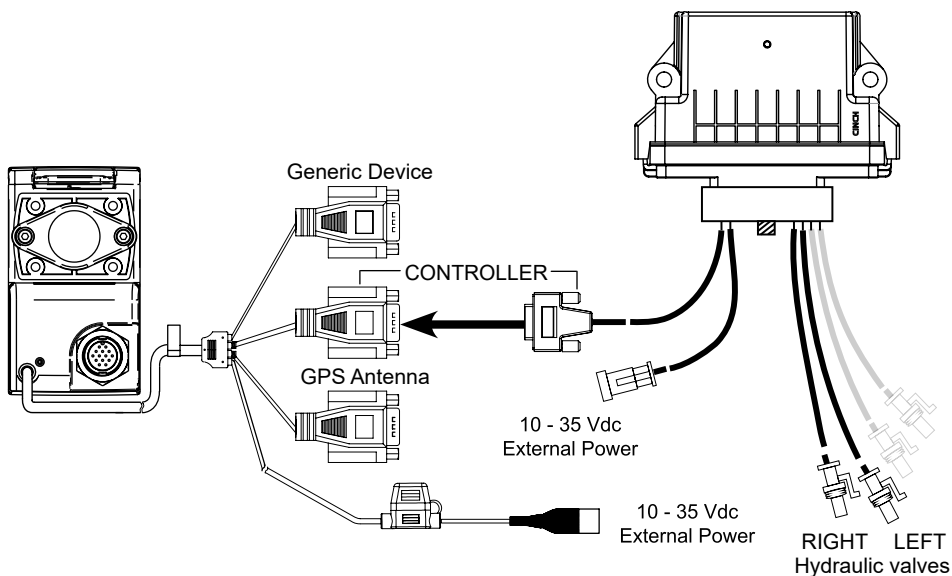 CINCH
Generic Device
CONTROLLER
GPS Antenna
10 - 35 Vdc
External Power
10 - 35 Vdc
External Power
RIGHT LEFT
Hydraulic valves